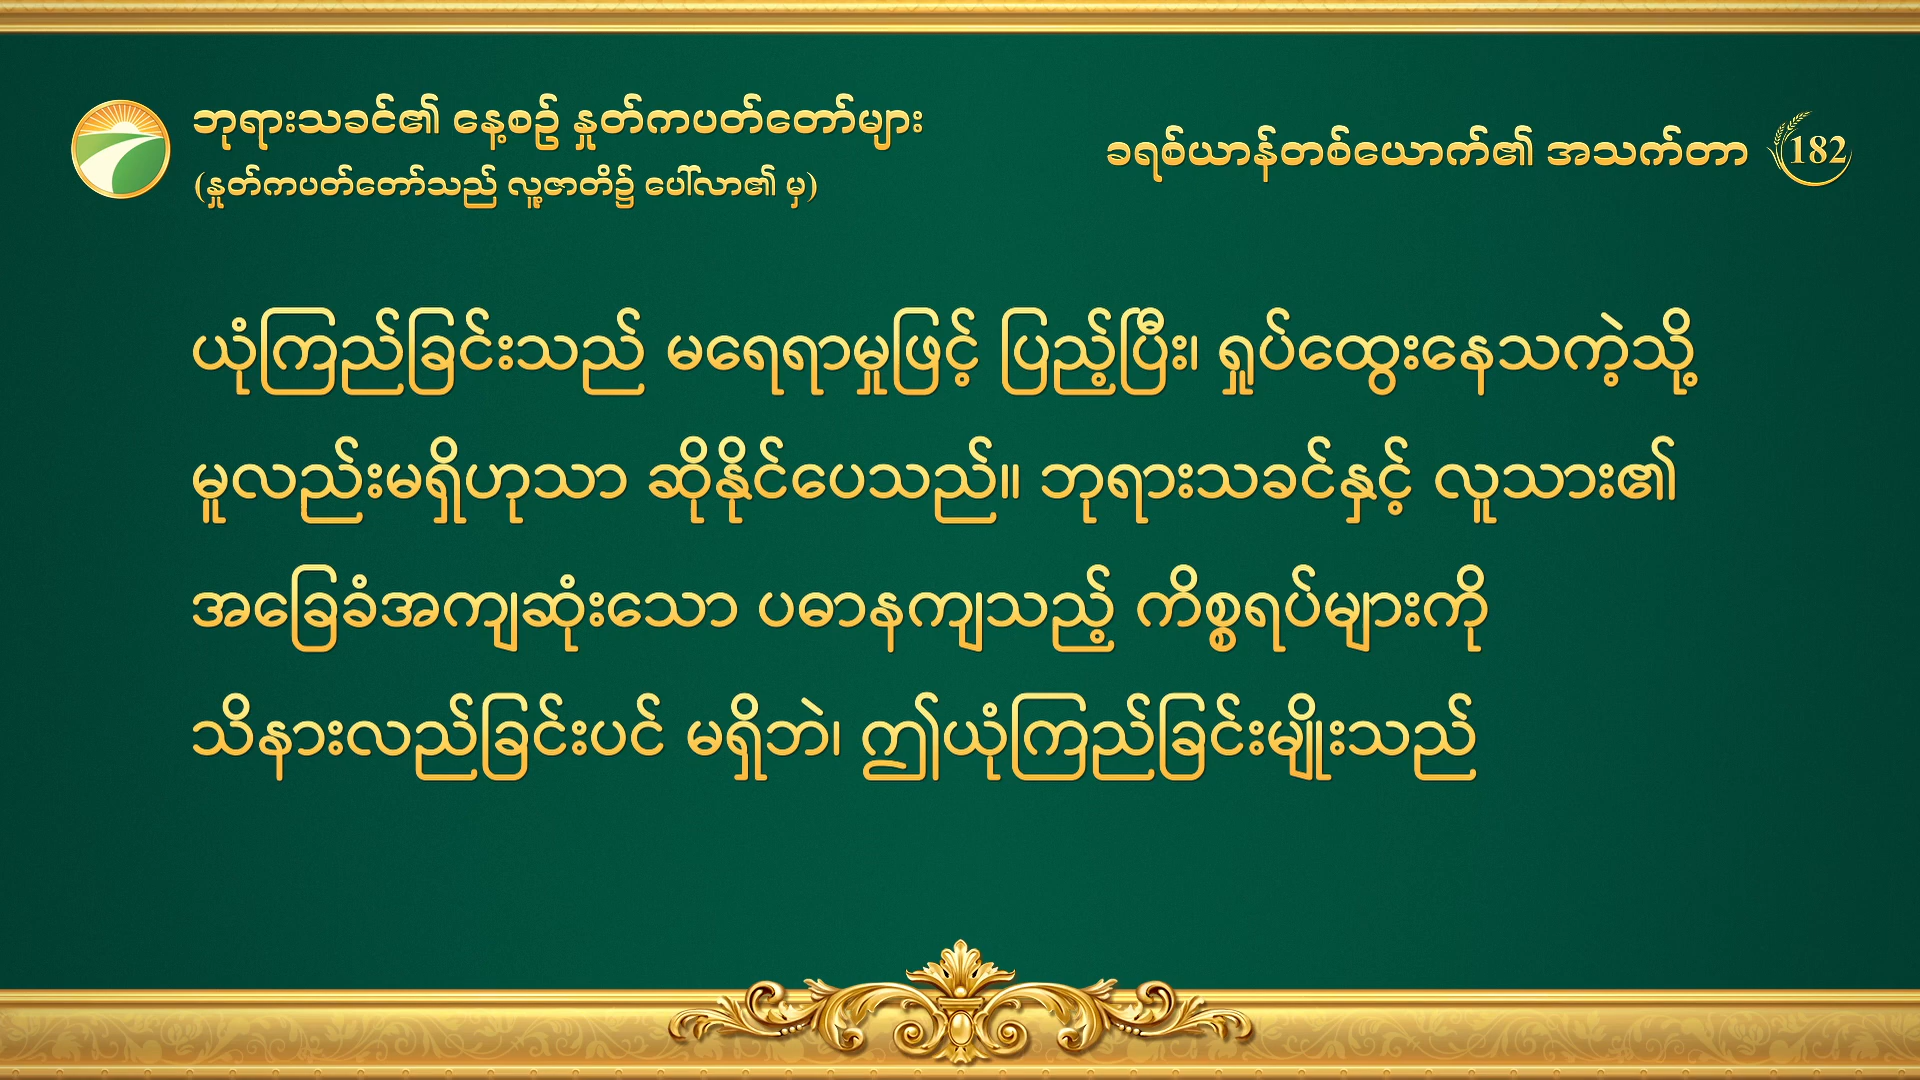 ဘုရားသခင်၏ နေ့စဉ် နှုတ်ကပတ်တော်များ
(နှုတ်ကပတ်တော်သည် လူ့ဇာတိ၌ ပေါ်လာ၏ မှ)
ခရစ်ယာန်တစ်ယောက်၏ အသက်တာ 182
ယုံကြည်ခြင်းသည် မရေရာမှုဖြင့် ပြည့်ပြီး၊ ရှုပ်ထွေးနေသကဲ့သို့
မူလည်းမရှိဟုသာ ဆိုနိုင်ပေသည်။ ဘုရားသခင်နှင့် လူသား၏
အခြေခံအကျဆုံးသော ပဓာနကျသည့် ကိစ္စရပ်များကို
သိနားလည်ခြင်းပင် မရှိဘဲ၊ ဤယုံကြည်ခြင်းမျိုးသည်